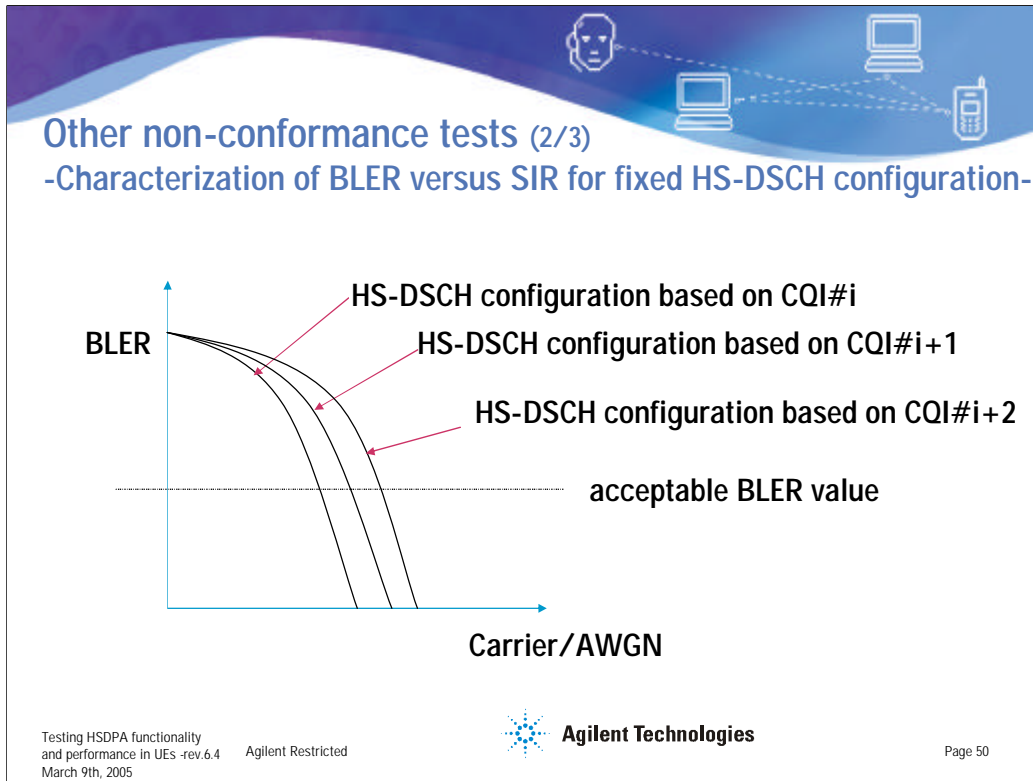 Other non-conformance tests (2/3)
-Characterization of BLER versus SIR for fixed HS-DSCH configuration-
HS-DSCH configuration based on CQI#i
BLER
HS-DSCH configuration based on CQI#i+1
HS-DSCH configuration based on CQI#i+2
acceptable BLER value
Carrier/AWGN
Testing HSDPA functionality
and performance in UEs -rev.6.4
March 9th, 2005
Agilent Restricted
Agilent Technologies
Page 50